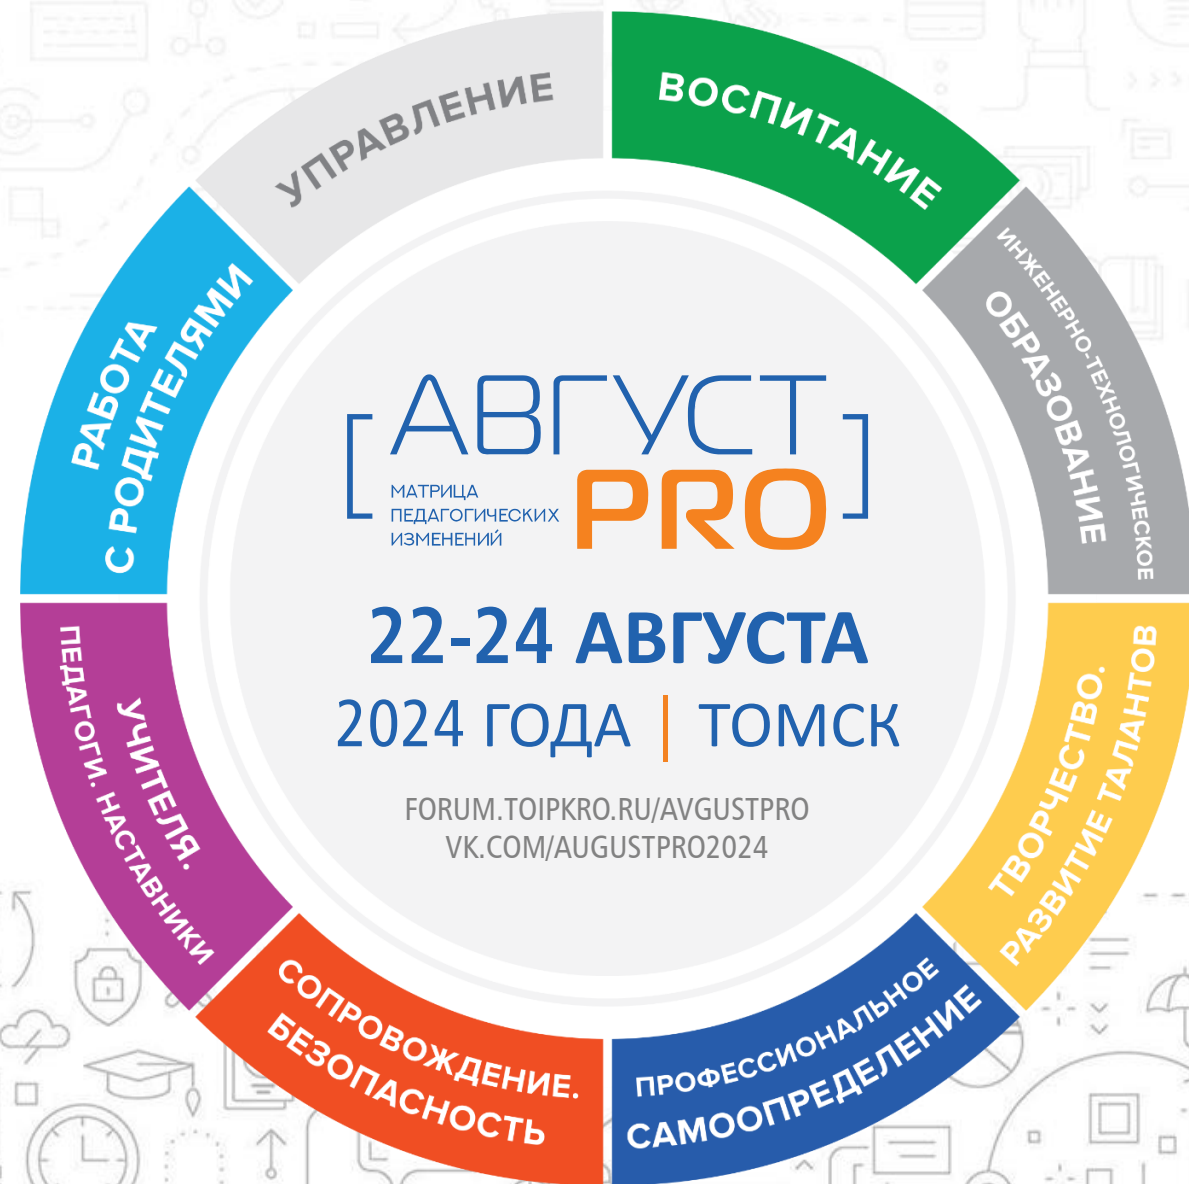 УПРАВЛЕНИЕ
ВОСПИТАНИЕ
ИНЖЕНЕРНО-ТЕХНОЛОГИЧЕСКОЕ
ОБРАЗОВАНИЕ
ТВОРЧЕСТВО.
РАЗВИТИЕ ТАЛАНТОВ
ПРОФЕССИОНАЛЬНОЕ
САМООПРЕДЕЛЕНИЕ
СОПРОВОЖДЕНИЕ.
БЕЗОПАСНОСТЬ
УЧИТЕЛЯ.
ПЕДАГОГИ. НАСТАВНИКИ
РАБОТА
С РОДИТЕЛЯМИ
[АВГУСТ
PRO]
МАТРИЦА
ПЕДАГОГИЧЕСКИХ
ИЗМЕНЕНИЙ
22-24 АВГУСТА
2024 ГОДА | ТОМСК
FORUM.TOIPKRO.RU/AVGUSTPRO
VK.COM/AUGUSTPRO2024